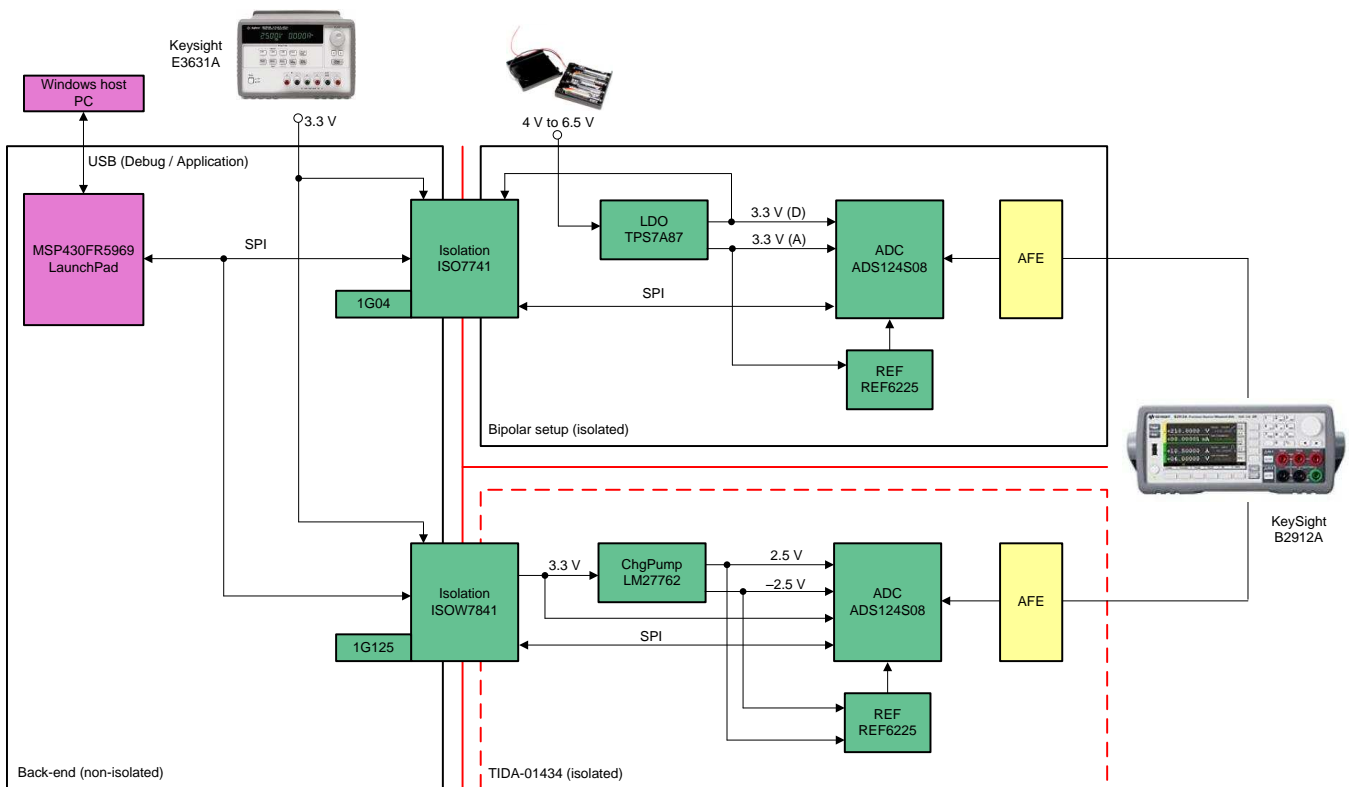 Keysight
E3631A
Windows host
PC
3.3 V
4 V to 6.5 V
USB (Debug / Application)
MSP430FR5969
LaunchPad
SPI
Isolation
ISO7741
1G04
LDO
TPS7A87
3.3 V (D)
3.3 V (A)
ADC
ADS124S08
AFE
SPI
REF
REF6225
Bipolar setup (isolated)
KeySight
B2912A
Isolation
ISOW7841
1G125
3.3 V
ChgPump
LM27762
2.5 V
–2.5 V
ADC
ADS124S08
AFE
SPI
REF
REF6225
Back-end (non-isolated)
TIDA-01434 (isolated)